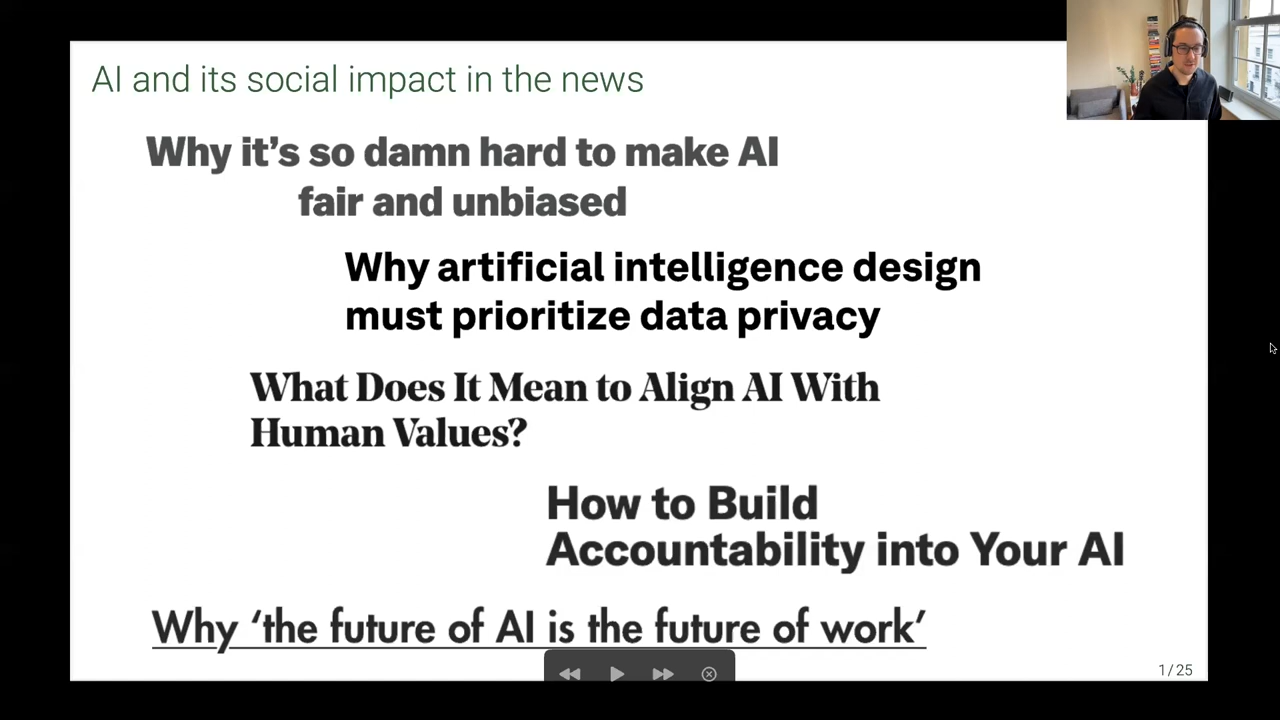 AI and its social impact in the news
Why it's so damn hard to make AI
fair and unbiased
Why artificial intelligence design
must prioritize data privacy
What Does It Mean to Align AI With
Human Values?
How to Build
Accountability into Your AI
Why ‘the future of AI is the future of work’
1 / 25